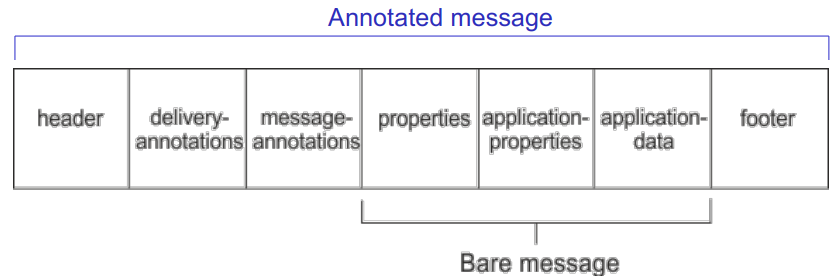 Annotated message
header
delivery-
annotations
message-
annotations
properties
application-
properties
application-
data
footer
Bare message